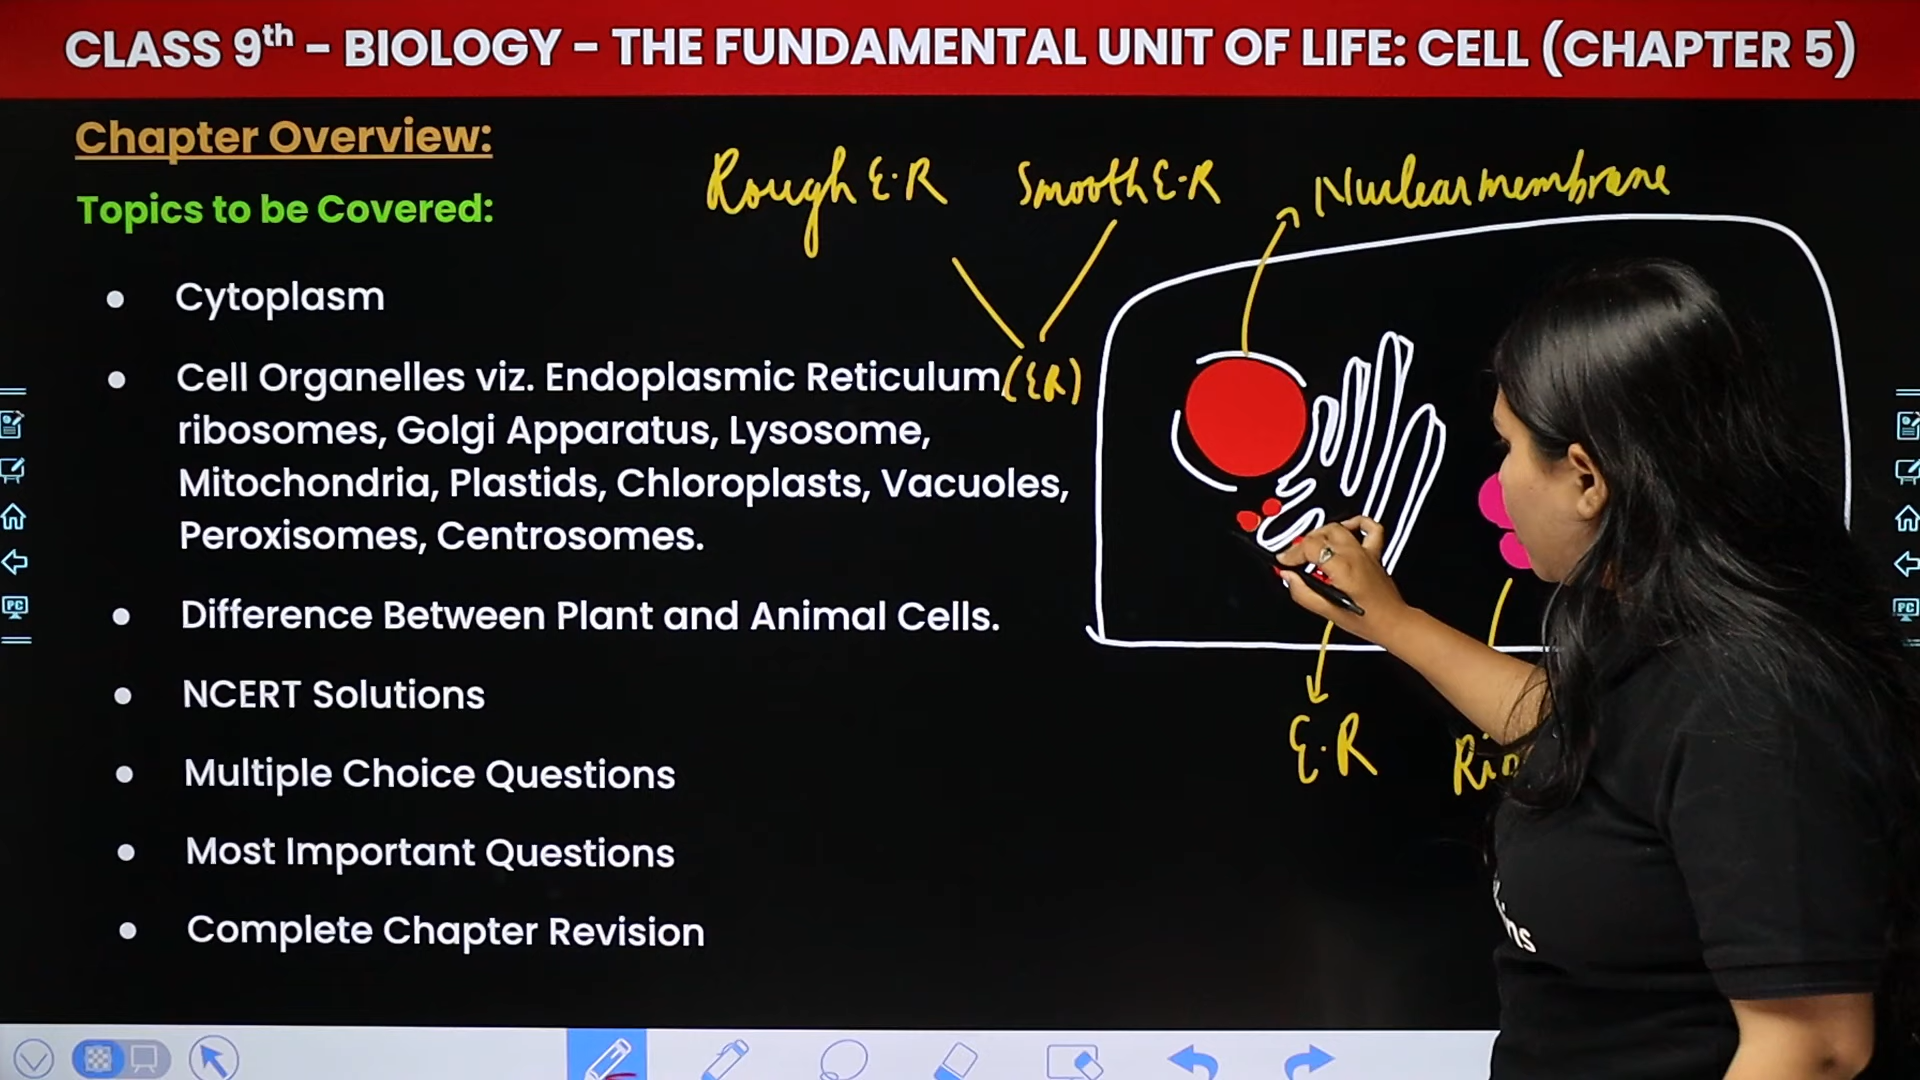 CLASS 9th – BIOLOGY – THE FUNDAMENTAL UNIT OF LIFE: CELL (CHAPTER 5)
Chapter Overview:
Topics to be Covered:
Rough E·R
Smooth E·R
Nuclear membrane
• Cytoplasm
• Cell Organelles viz. Endoplasmic Reticulum, (ER)
ribosomes, Golgi Apparatus, Lysosome,
Mitochondria, Plastids, Chloroplasts, Vacuoles,
Peroxisomes, Centrosomes.
• Difference Between Plant and Animal Cells.
• NCERT Solutions
E·R
• Multiple Choice Questions
• Most Important Questions
• Complete Chapter Revision
PC
PC